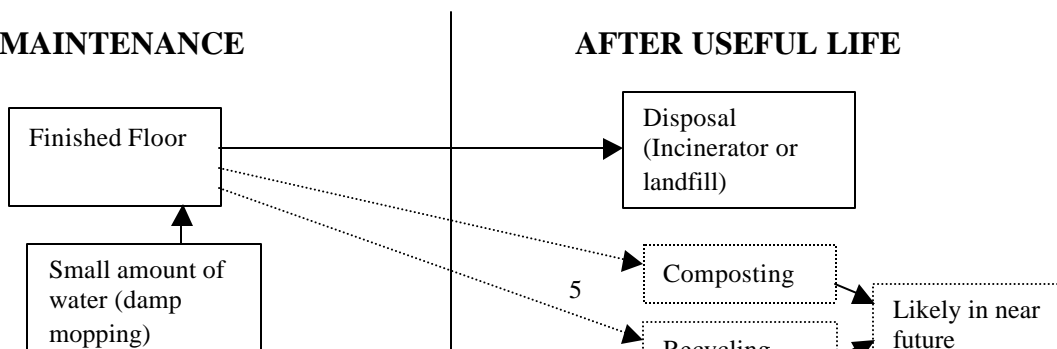 MAINTENANCE
AFTER USEFUL LIFE
Finished Floor
Disposal
(Incinerator or
landfill)
Small amount of
water (damp
mopping)
5
Composting
Recycling
Likely in near
future